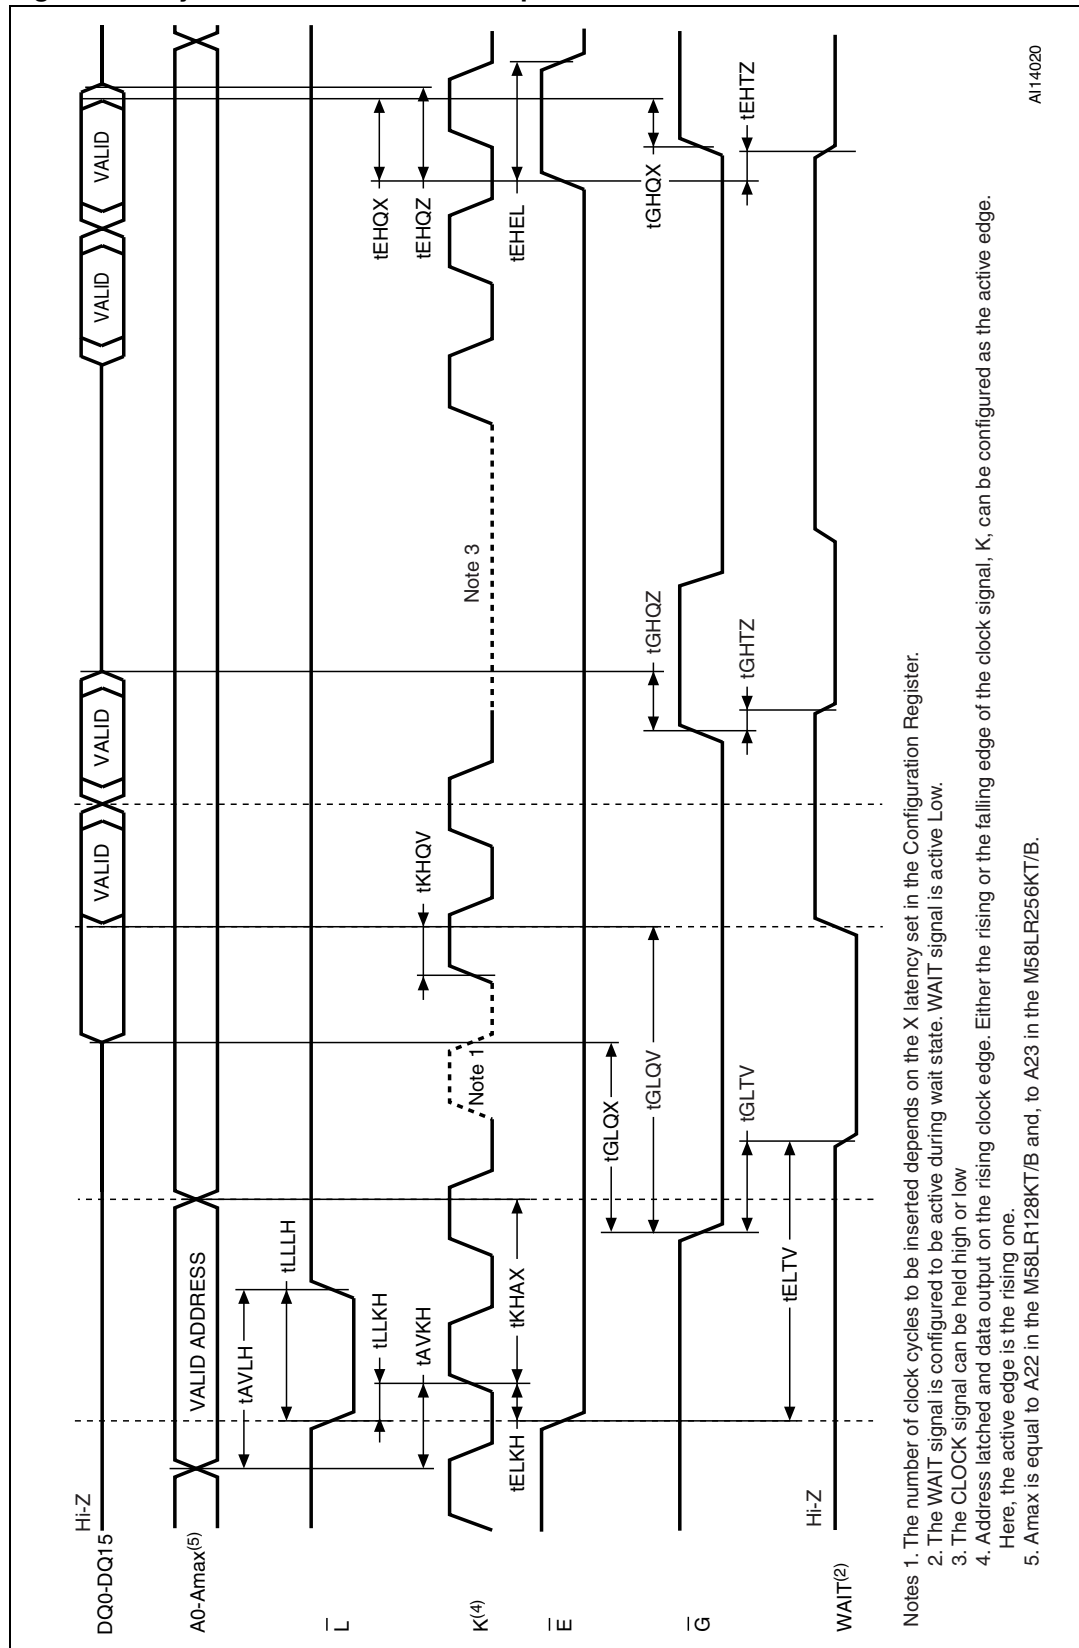 Hi-Z
DQ0-DQ15
VALID
VALID
VALID
VALID
A0-Amax(5)
VALID ADDRESS
tAVLH
tLLLH
L
tLLKH
tAVKH
tEHQX
tEHQZ
tKHQV
K(4)
Note 1
Note 3
tELKH
tKHAX
tEHEL
E
tGLQX
tGLQV
tGHQZ
tGHQX
G
tGLTV
tGHTZ
tEHTZ
tELTV
Hi-Z
WAIT(2)
Notes 1. The number of clock cycles to be inserted depends on the X latency set in the Configuration Register.
2. The WAIT signal is configured to be active during wait state. WAIT signal is active Low.
3. The CLOCK signal can be held high or low
4. Address latched and data output on the rising clock edge. Either the rising or the falling edge of the clock signal, K, can be configured as the active edge.
Here, the active edge is the rising one.
5. Amax is equal to A22 in the M58LR128KT/B and, to A23 in the M58LR256KT/B.
AI14020